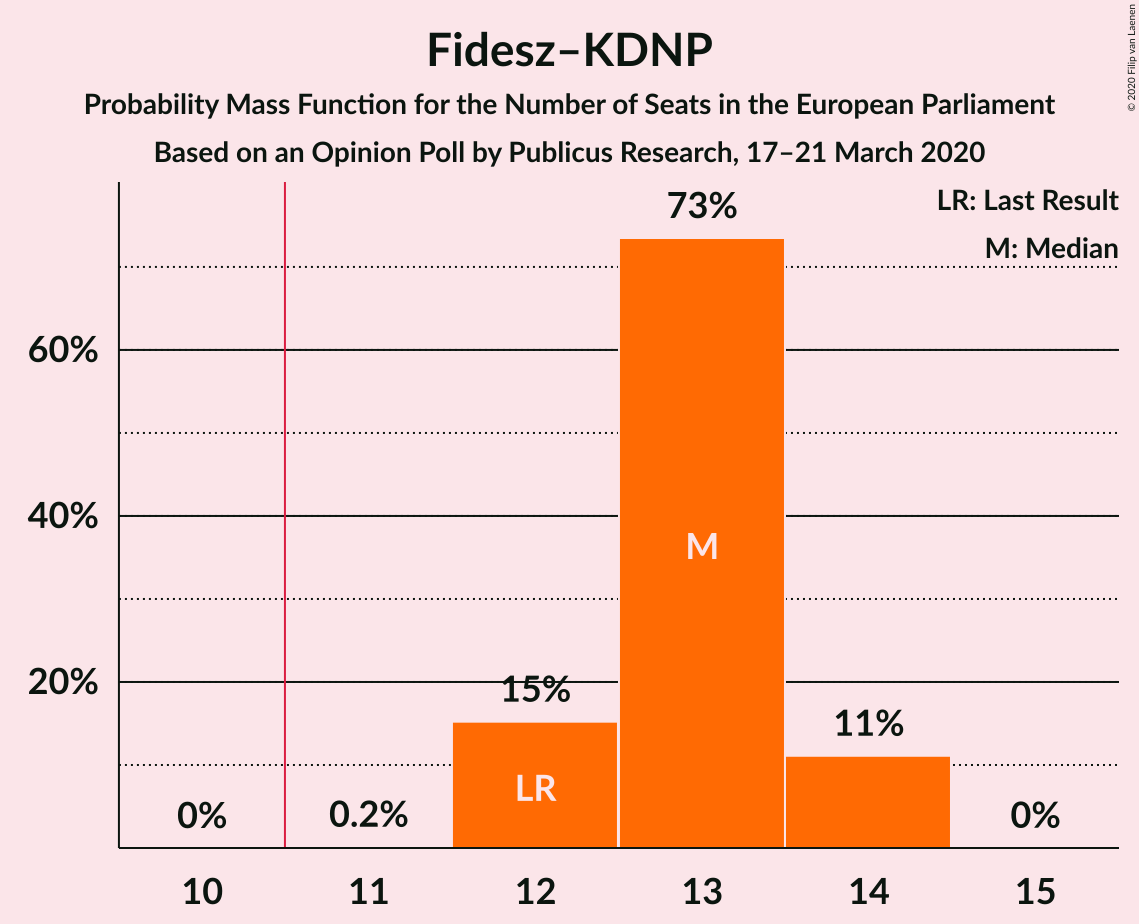 Fidesz–KDNP
Probability Mass Function for the Number of Seats in the European Parliament
Based on an Opinion Poll by Publicus Research, 17–21 March 2020
© 2020 Filip van Laenen
LR: Last Result
M: Median
73%
60%
40%
M
20%
15%
11%
LR
0%
0.2%
0%
10 11 12 13 14 15